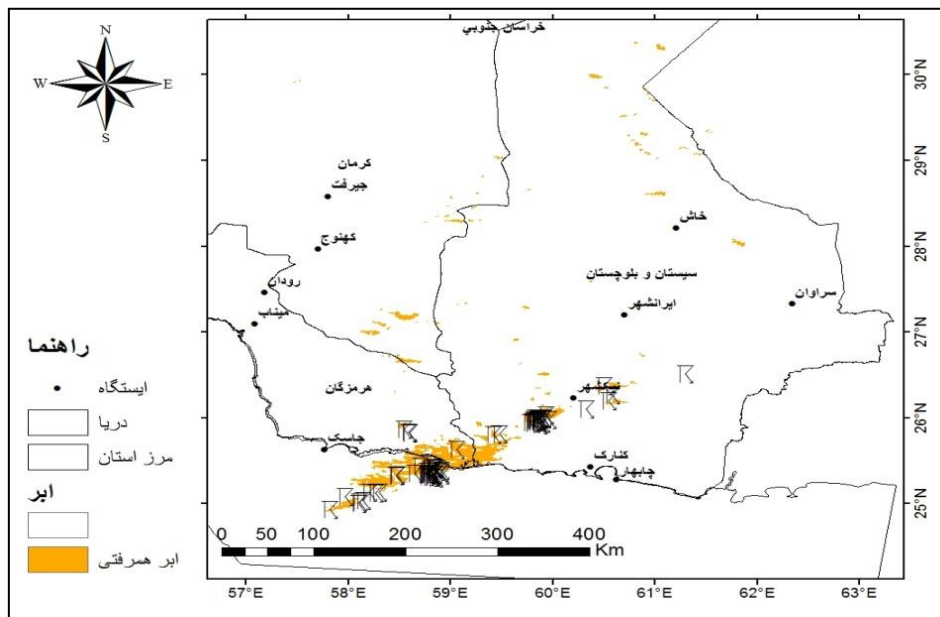 خراسان جنوبي
N
W E
S
30°N
29°N
28°N
27°N
26°N
25°N
کرمان
جیرفت
کهنوج
خاش
سیستان و بلوچستان
رودان
سراوان
ایرانشهر
میناب
هرمزگان
جاسک
کنارک
چابهار
راهنما
ایستگاه
دریا
مرز استان
ابر
ابر همرفتی
0 50 100 200 300 400
Km
57°E 58°E 59°E 60°E 61°E 62°E 63°E